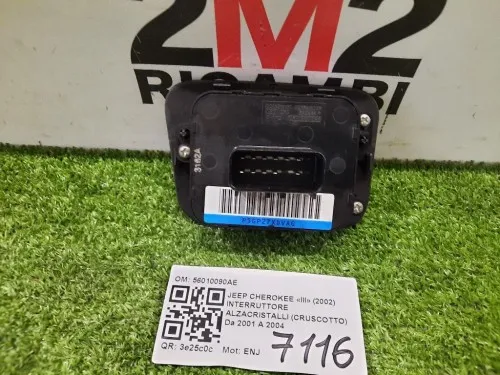 2M2
RICAMBI
3162A
OM: 56010090AE
JEEP CHEROKEE «III» (2002)
INTERRUTTORE
ALZACRISTALLI (CRUSCOTTO)
Da 2001 A 2004
QR: 3e25c0c Mot: ENJ
7116